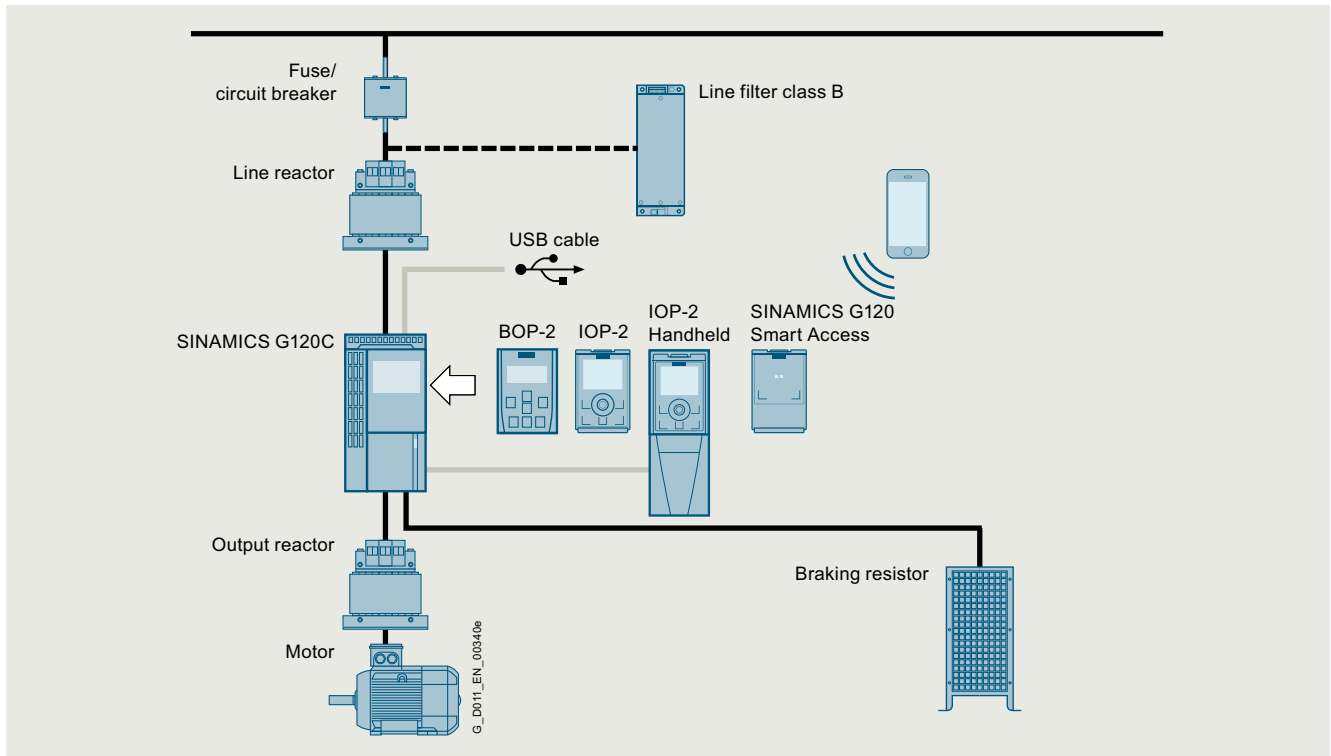 Fuse/
circuit breaker
Line filter class B
Line reactor
USB cable
SINAMICS G120C
BOP-2
IOP-2
IOP-2
Handheld
SINAMICS G120
Smart Access
Output reactor
Braking resistor
Motor
G_D011_EN_00340e